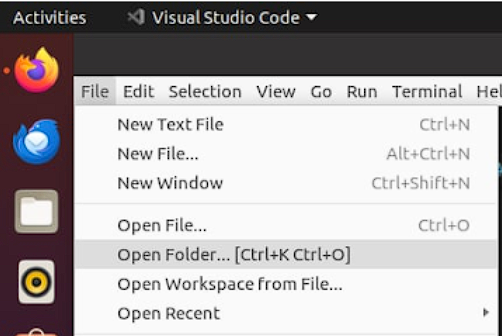 Activities Visual Studio Code
File Edit Selection View Go Run Terminal Hel
New Text File Ctrl+N
New File... Alt+Ctrl+N
New Window Ctrl+Shift+N
Open File... Ctrl+O
Open Folder... [Ctrl+K Ctrl+O]
Open Workspace from File...
Open Recent